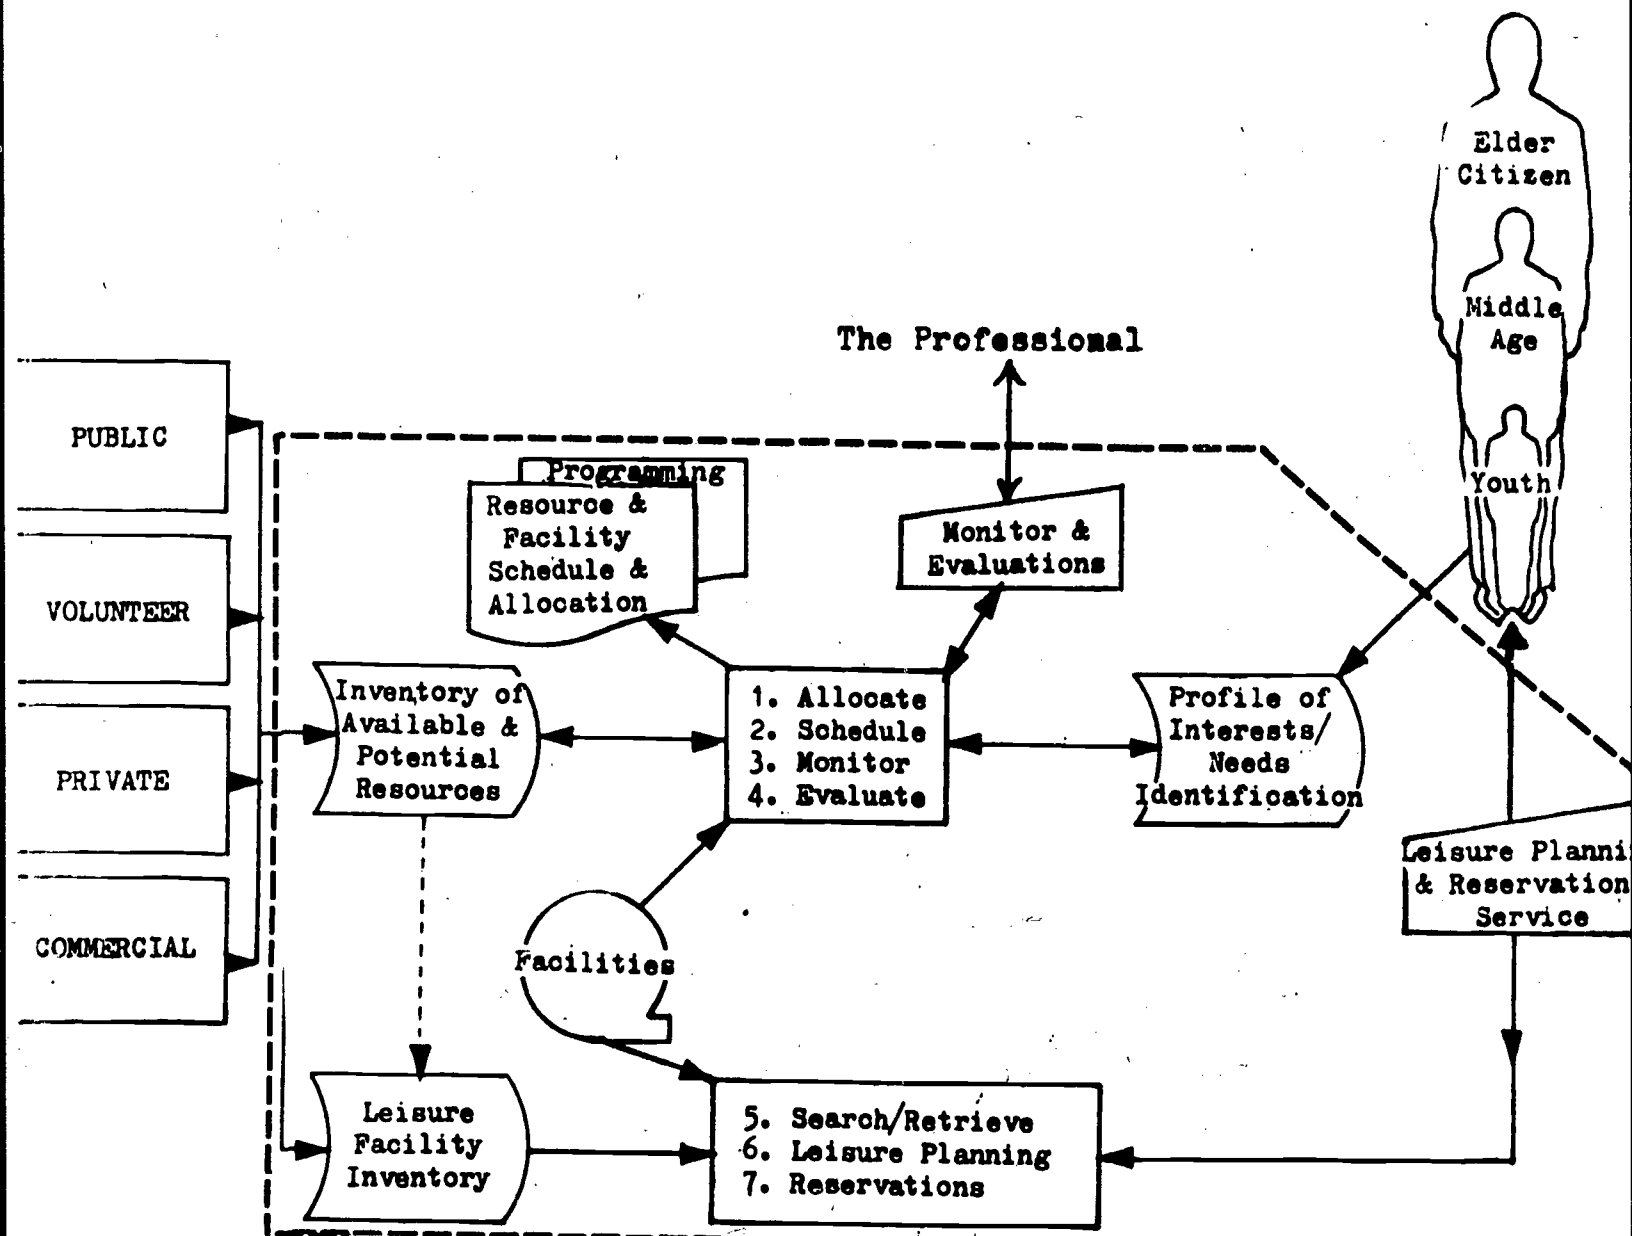 Elder
Citizen
Middle
Age
Youth
The Professional
PUBLIC
VOLUNTEER
PRIVATE
COMMERCIAL
Programming
Resource &
Facility
Schedule &
Allocation
Monitor &
Evaluations
Inventory of
Available &
Potential
Resources
1. Allocate
2. Schedule
3. Monitor
4. Evaluate
Profile of
Interests/
Needs
Identification
Leisure Planni
& Reservation
Service
Facilities
Leisure
Facility
Inventory
5. Search/Retrieve
6. Leisure Planning
7. Reservations